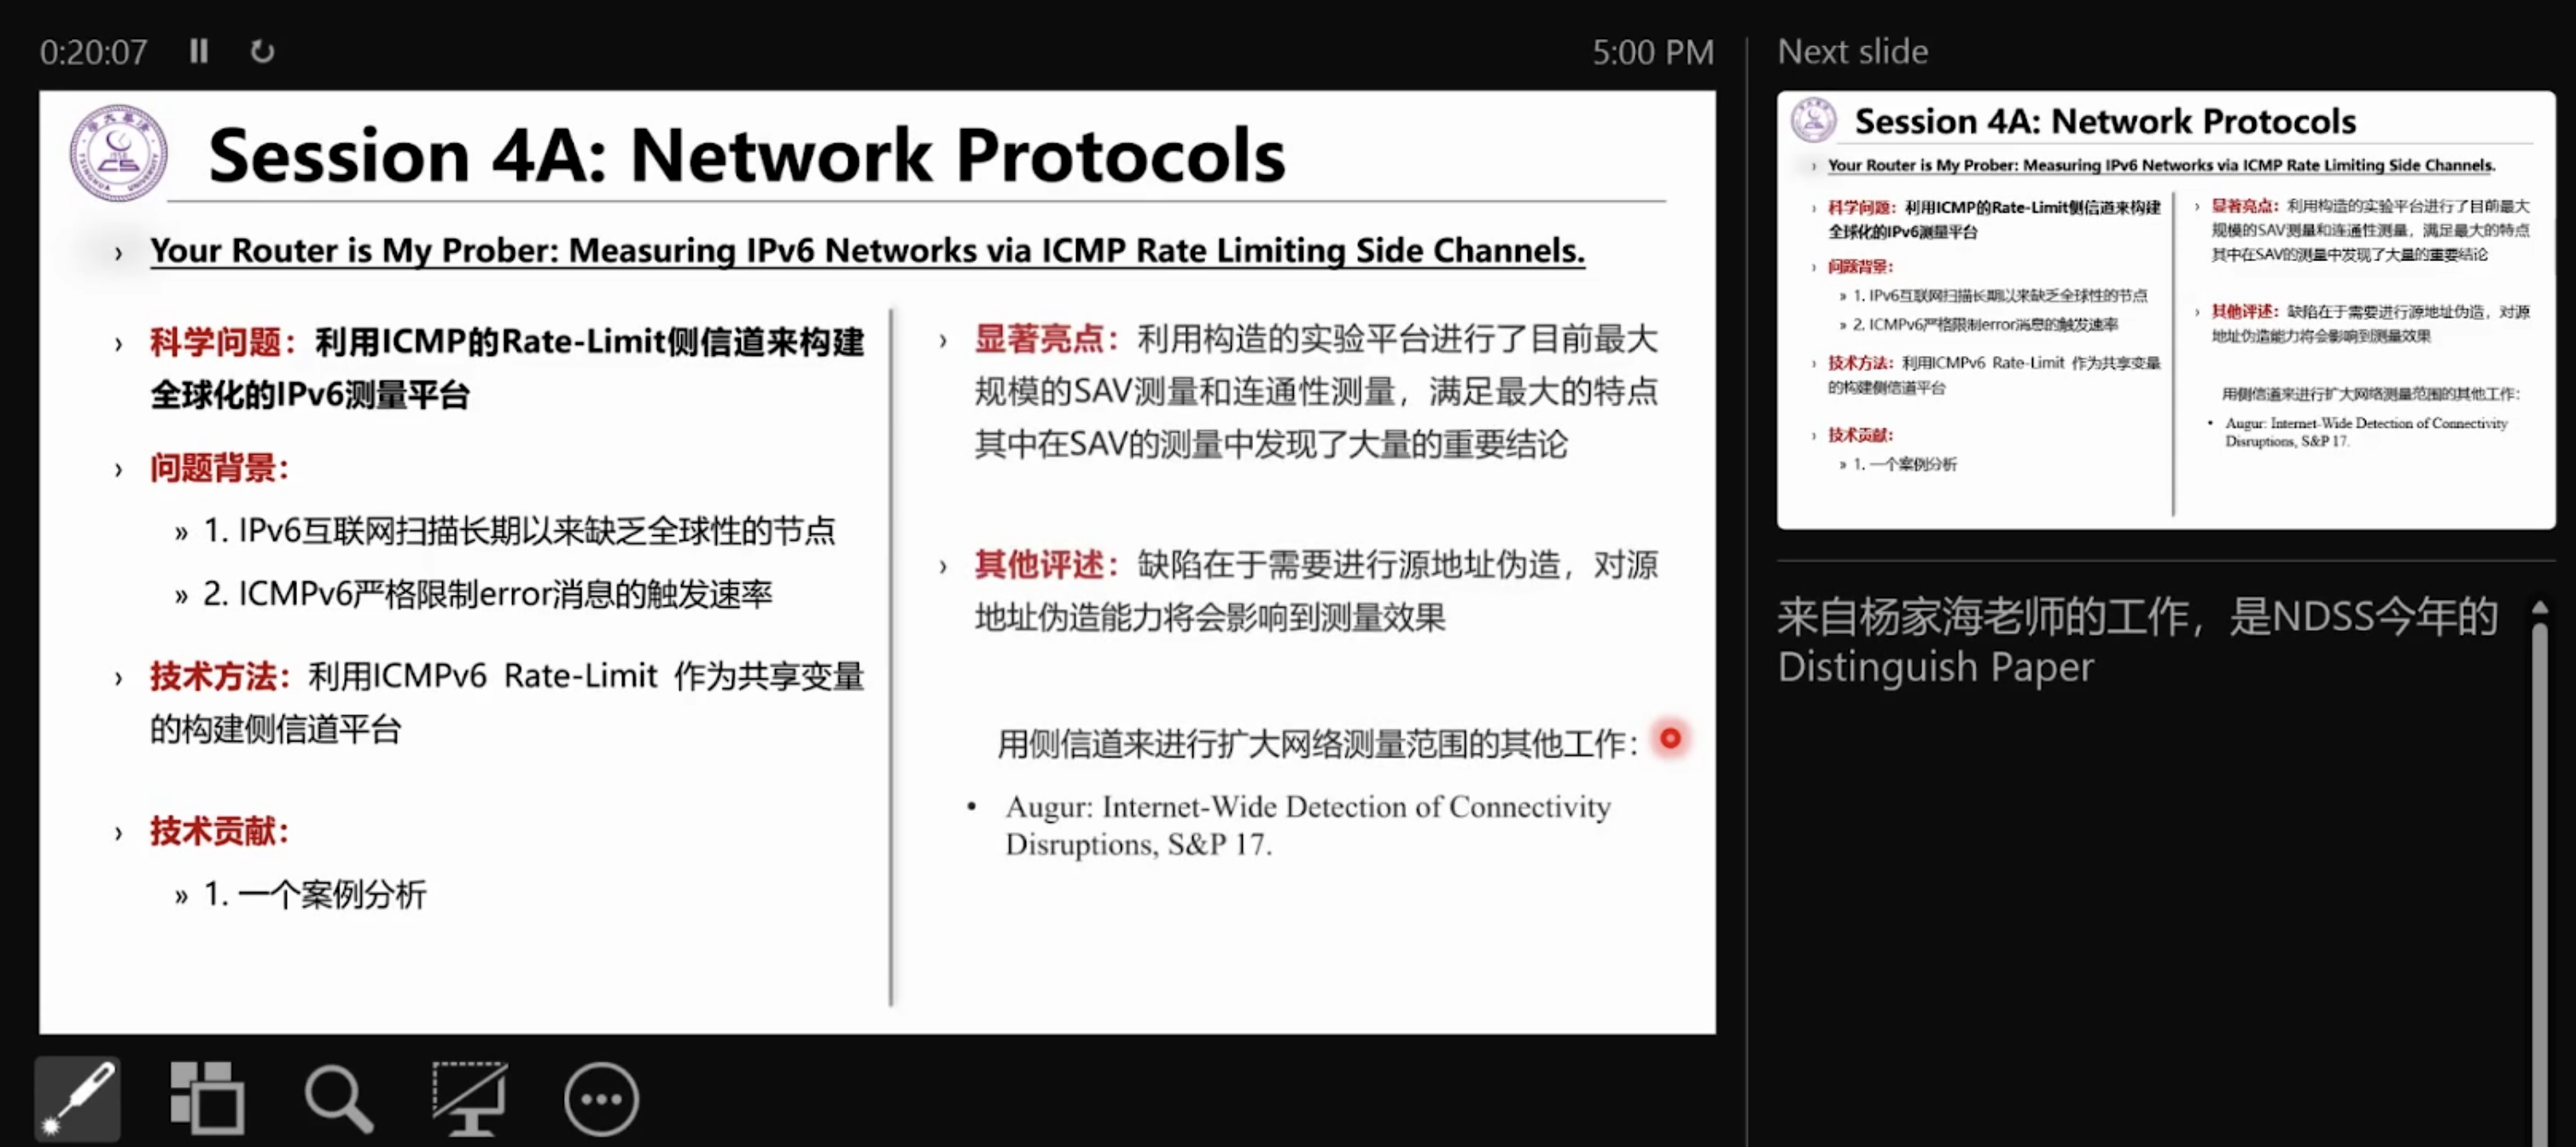 0:20:07
5:00 PM
Session 4A: Network Protocols
› Your Router is My Prober: Measuring IPv6 Networks via ICMP Rate Limiting Side Channels.
› 科学问题：利用ICMP的Rate-Limit侧信道来构建
全球化的IPv6测量平台
› 问题背景：
» 1. IPv6互联网扫描长期以来缺乏全球性的节点
» 2. ICMPv6严格限制error消息的触发速率
› 技术方法：利用ICMPv6 Rate-Limit 作为共享变量
的构建侧信道平台
› 技术贡献：
» 1. 一个案例分析
› 显著亮点：利用构造的实验平台进行了目前最大
规模的SAV测量和连通性测量，满足最大的特点
其中在SAV的测量中发现了大量的重要结论
› 其他评述：缺陷在于需要进行源地址伪造，对源
地址伪造能力将会影响到测量效果
用侧信道来进行扩大网络测量范围的其他工作：
• Augur: Internet-Wide Detection of Connectivity
Disruptions, S&P 17.
Next slide
Session 4A: Network Protocols
› Your Router is My Prober: Measuring IPv6 Networks via ICMP Rate Limiting Side Channels.
› 科学问题：利用ICMP的Rate-Limit侧信道来构建
全球化的IPv6测量平台
› 问题背景：
» 1. IPv6互联网扫描长期以来缺乏全球性的节点
» 2. ICMPv6严格限制error消息的触发速率
› 技术方法：利用ICMPv6 Rate-Limit 作为共享变量
的构建侧信道平台
› 技术贡献：
» 1. 一个案例分析
› 显著亮点：利用构造的实验平台进行了目前最大
规模的SAV测量和连通性测量，满足最大的特点
其中在SAV的测量中发现了大量的重要结论
› 其他评述：缺陷在于需要进行源地址伪造，对源
地址伪造能力将会影响到测量效果
用侧信道来进行扩大网络测量范围的其他工作：
• Augur: Internet-Wide Detection of Connectivity
Disruptions, S&P 17.
来自杨家海老师的工作，是NDSS今年的
Distinguish Paper